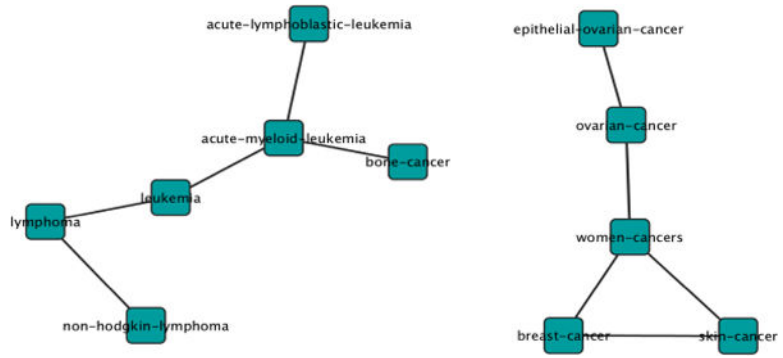 acute-lymphoblastic-leukemia
acute-myeloid-leukemia
bone-cancer
leukemia
lymphoma
non-hodgkin-lymphoma
epithelial-ovarian-cancer
ovarian-cancer
women-cancers
breast-cancer
skin-cancer